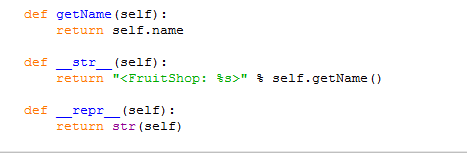 def getName(self):
    return self.name
def __str__(self):
    return "<FruitShop: %s>" % self.getName()
def __repr__(self):
    return str(self)